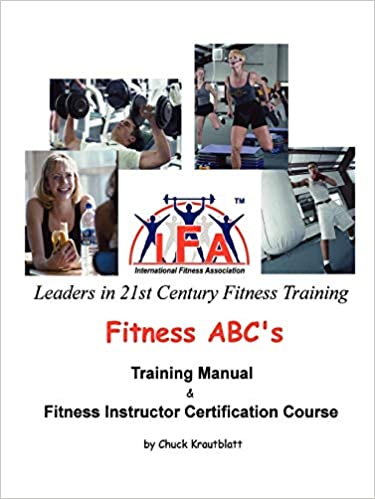 IFA
TM
International Fitness Association
Leaders in 21st Century Fitness Training
Fitness ABC's
Training Manual
&
Fitness Instructor Certification Course
by Chuck Krautblatt